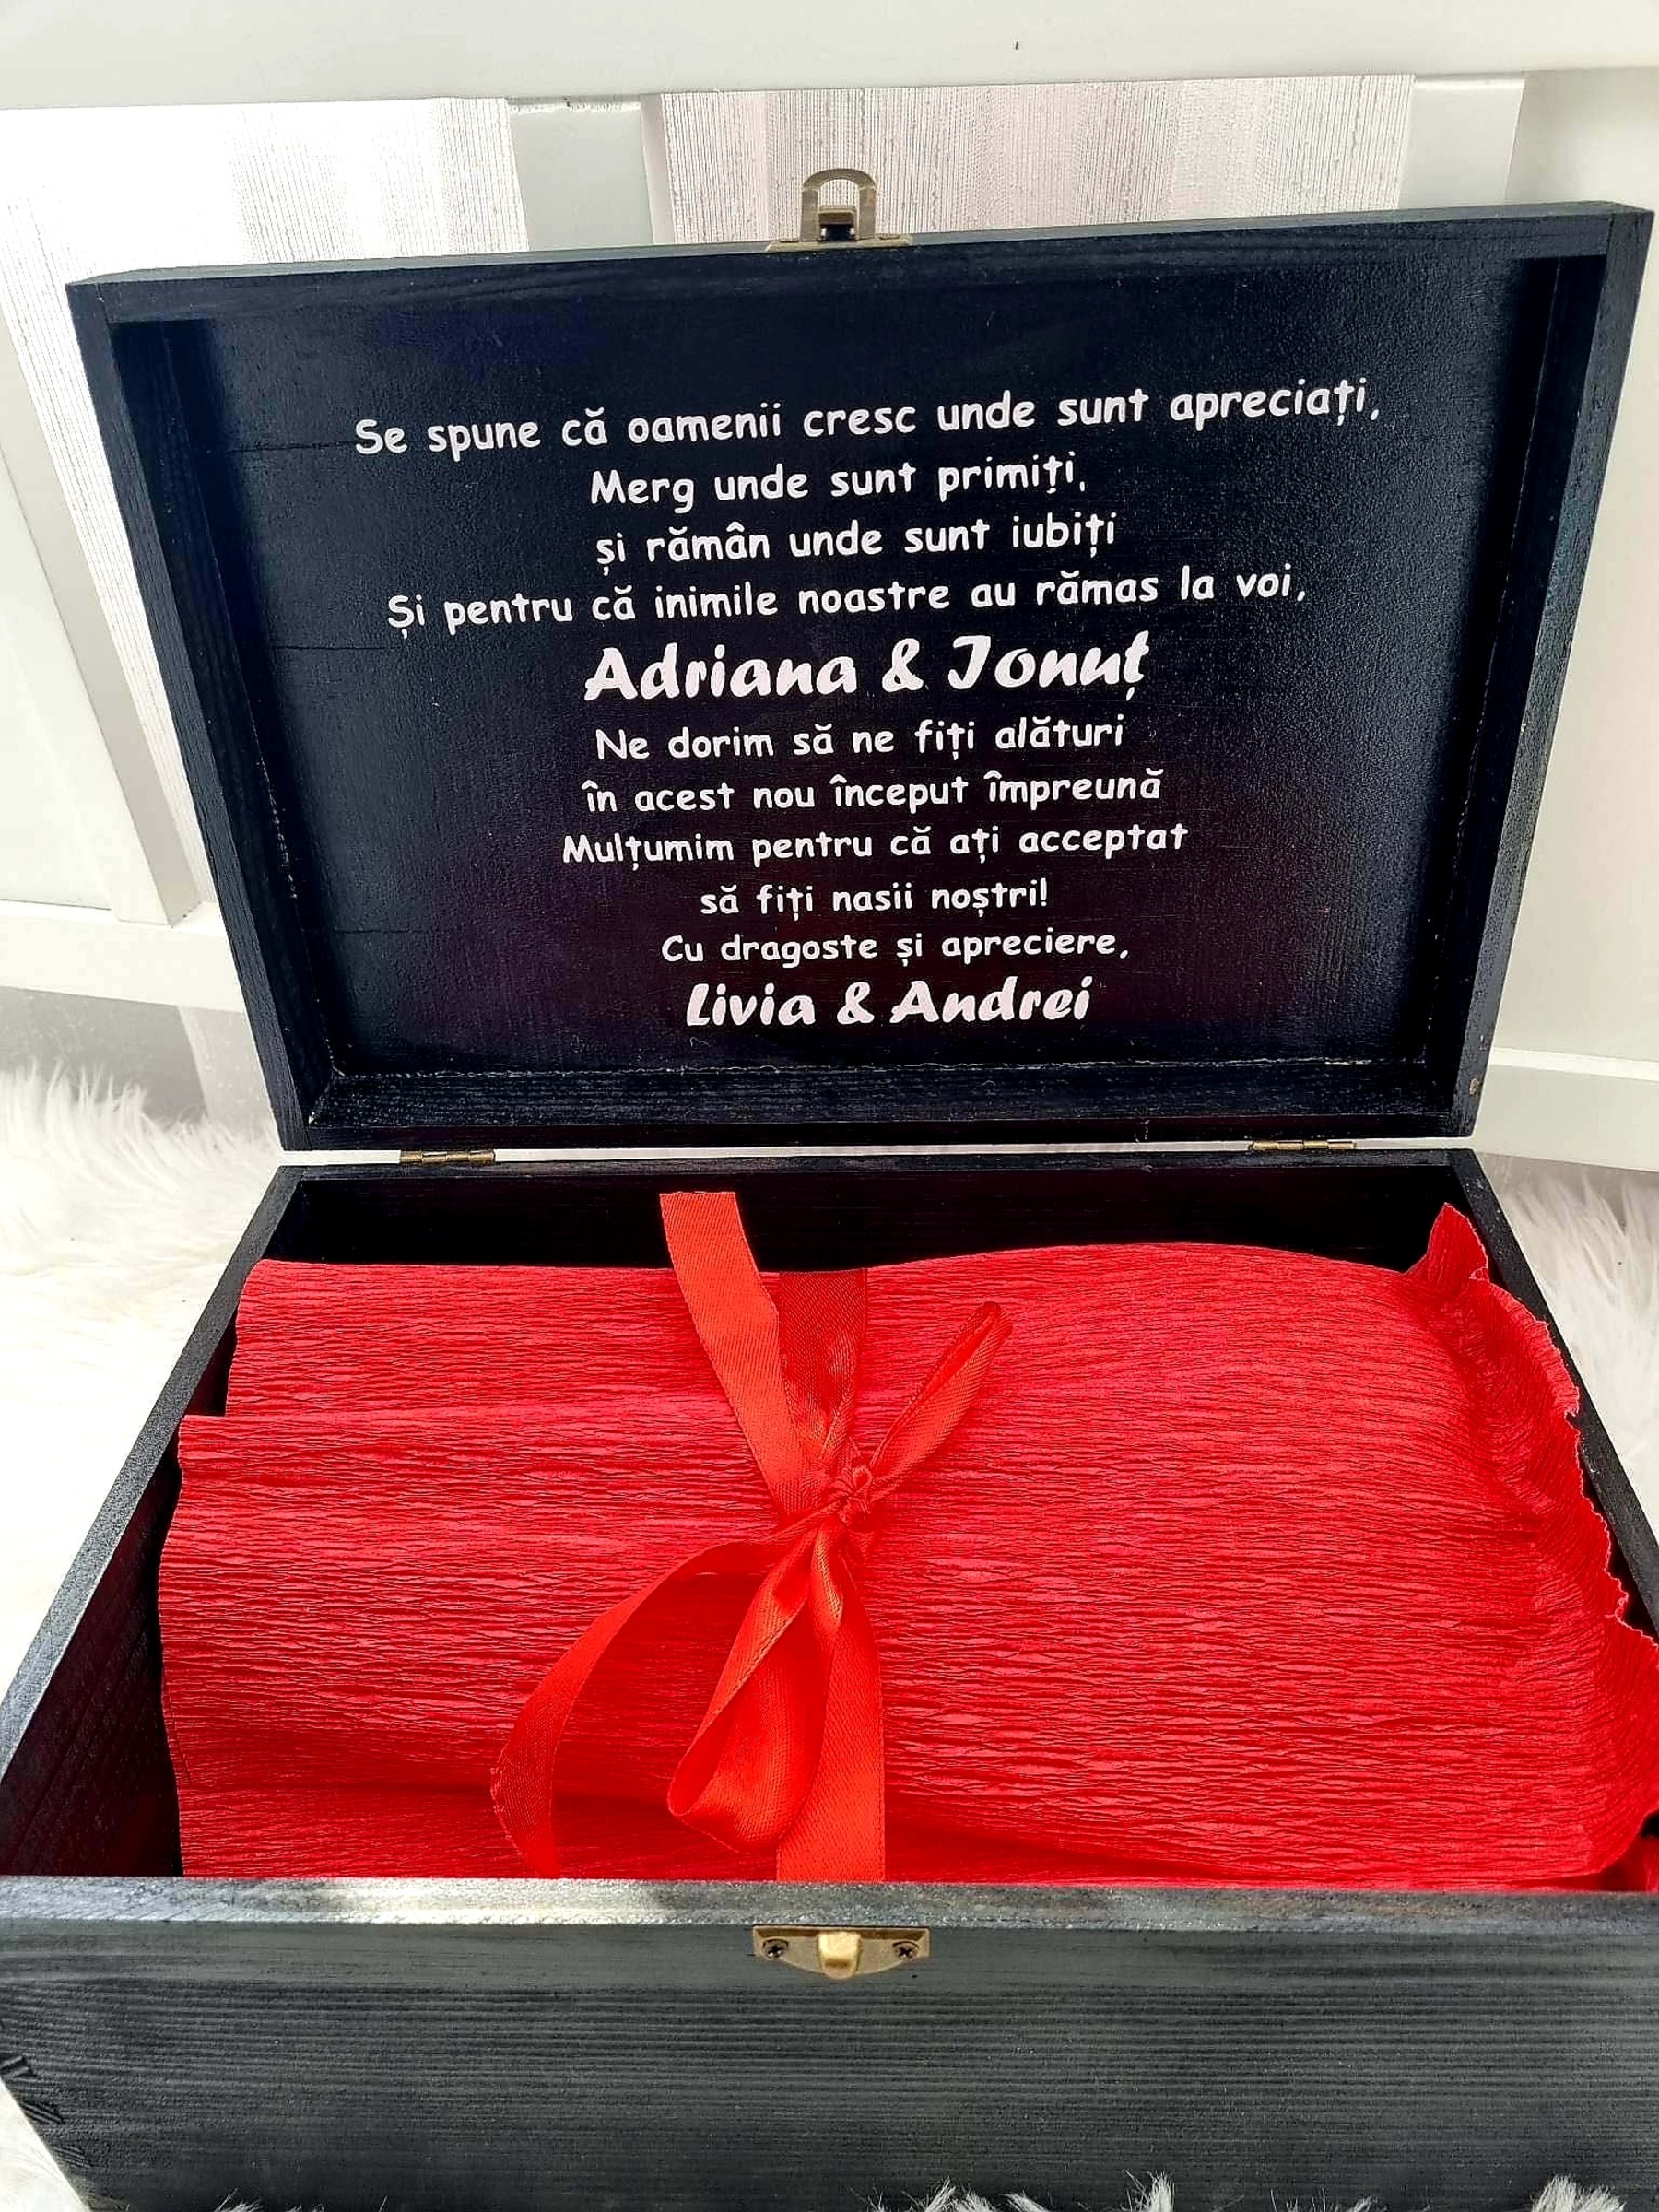 Se spune că oamenii cresc unde sunt apreciați,
Merg unde sunt primiți,
și rămân unde sunt iubiți
Și pentru că inimile noastre au rămas la voi,
Adriana & Ionuț
Ne dorim să ne fiți alături
în acest nou început împreună
Mulțumim pentru că ați acceptat
să fiți nasii noștri!
Cu dragoste și apreciere,
Livia & Andrei